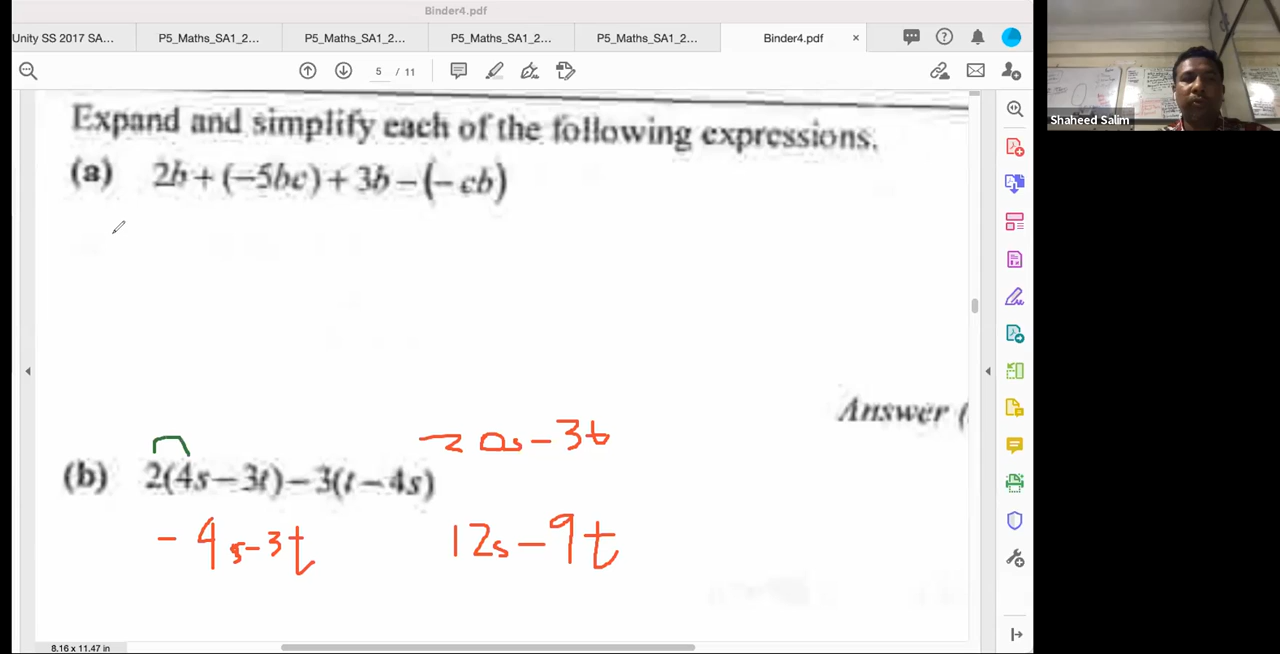 Binder4.pdf
Unity SS 2017 SA... P5_Maths_SA1_2... P5_Maths_SA1_2... P5_Maths_SA1_2... P5_Maths_SA1_2... Binder4.pdf ×
5 / 11
Shaheed Salim
Expand and simplify each of the following expressions.
(a) 2b + (−5bc) + 3b − (− cb)
Answer (
20s − 3t
(b) 2(4s − 3t) − 3(t − 4s)
- 4s - 3t 12s - 9t
8.16 x 11.47 in